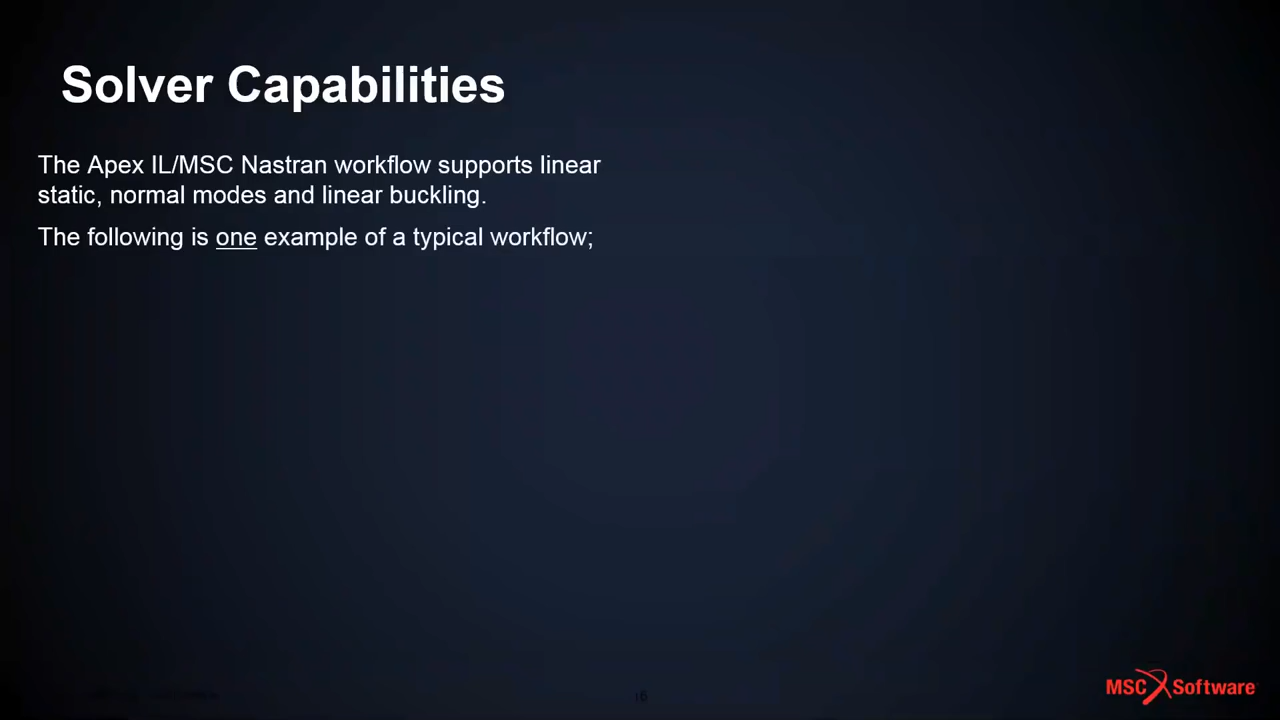 Solver Capabilities
The Apex IL/MSC Nastran workflow supports linear
static, normal modes and linear buckling.
The following is one example of a typical workflow;
16
MSC Software